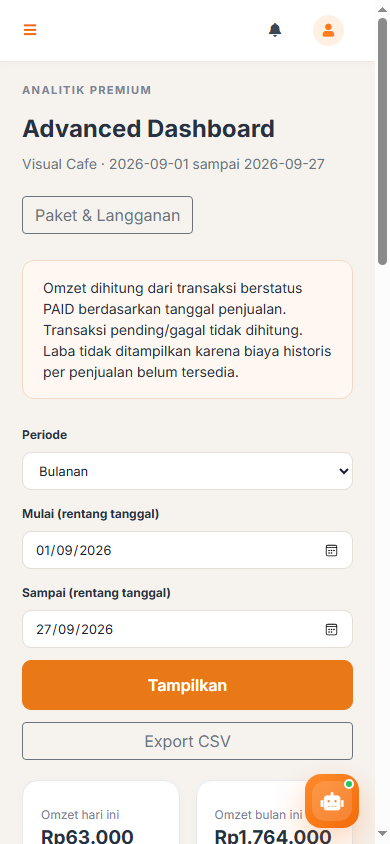 ANALITIK PREMIUM
Advanced Dashboard
Visual Cafe · 2026-09-01 sampai 2026-09-27
Paket & Langganan
Omzet dihitung dari transaksi berstatus
PAID berdasarkan tanggal penjualan.
Transaksi pending/gagal tidak dihitung.
Laba tidak ditampilkan karena biaya historis
per penjualan belum tersedia.
Periode
Bulanan
Mulai (rentang tanggal)
01/09/2026
Sampai (rentang tanggal)
27/09/2026
Tampilkan
Export CSV
Omzet hari ini
Rp63.000
Omzet bulan ini
Rp1.764.000